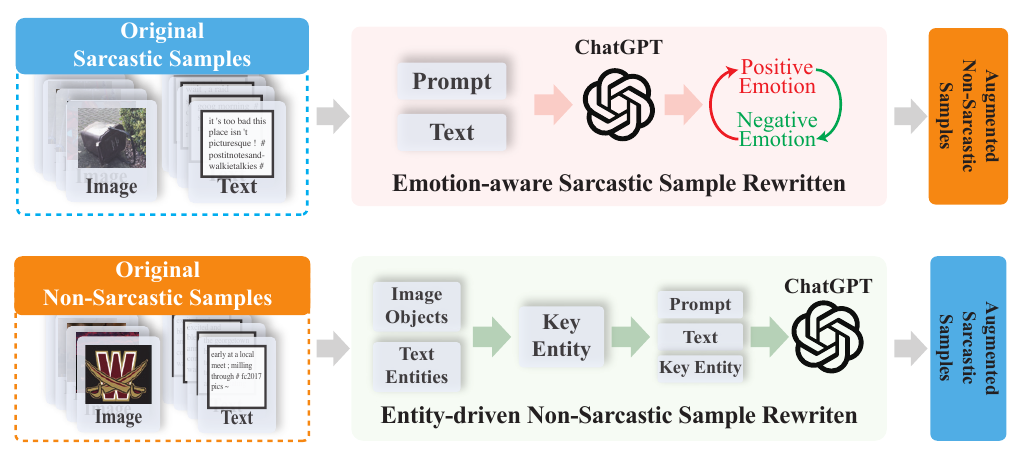 Original
Sarcastic Samples
it 's too bad this
place isn 't
picturesque ! #
postitnotesand-
walkietalkies #
Image
Text
Prompt
Text
ChatGPT
Positive
Emotion
Negative
Emotion
Emotion-aware Sarcastic Sample Rewritten
Augmented
Non-Sarcastic
Samples
Original
Non-Sarcastic Samples
W
early at a local
meet ; milling
through # fc2017
pics ~
Image
Text
Image
Objects
Text
Entities
Key
Entity
Prompt
Text
Key Entity
ChatGPT
Entity-driven Non-Sarcastic Sample Rewriten
Augmented
Sarcastic
Samples